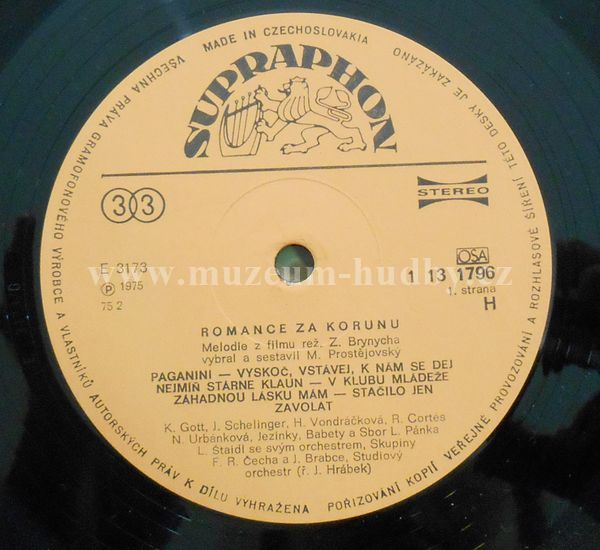 MADE IN CZECHOSLOVAKIA
SUPRAPHON
33
STEREO
E 3173
Ⓟ 1975
75 2
OSA
1 13 1796
1. strana
H
www.muzeum-hudby.cz
ROMANCE ZA KORUNU
Melodie z filmu rež. Z. Brynycha
vybral a sestavil M. Prostějovský
PAGANINI — VYSKOČ, VSTÁVEJ, K NÁM SE DEJ
NEJMÍŇ STÁRNE KLAUN — V KLUBU MLÁDEŽE
ZÁHADNOU LÁSKU MÁM — STAČILO JEN
ZAVOLAT
K. Gott, J. Schelinger, H. Vondráčková, R. Cortés
N. Urbánková, Jezinky, Babety a Sbor L. Pánka
L. Štaidl se svým orchestrem, Skupiny
F. R. Čecha a J. Brabce, Studiový
orchestr (ř. J. Hrábek)
VŠECHNA PRÁVA GRAMOFONOVÉHO VÝROBCE A VLASTNÍKŮ AUTORSKÝCH PRÁV K DÍLU VYHRAŽENA
POŘIZOVÁNÍ KOPIÍ VEŘEJNÉ PROVOZOVÁNÍ A ROZHLASOVÉ ŠÍŘENÍ TÉTO DESKY JE ZAKÁZÁNO